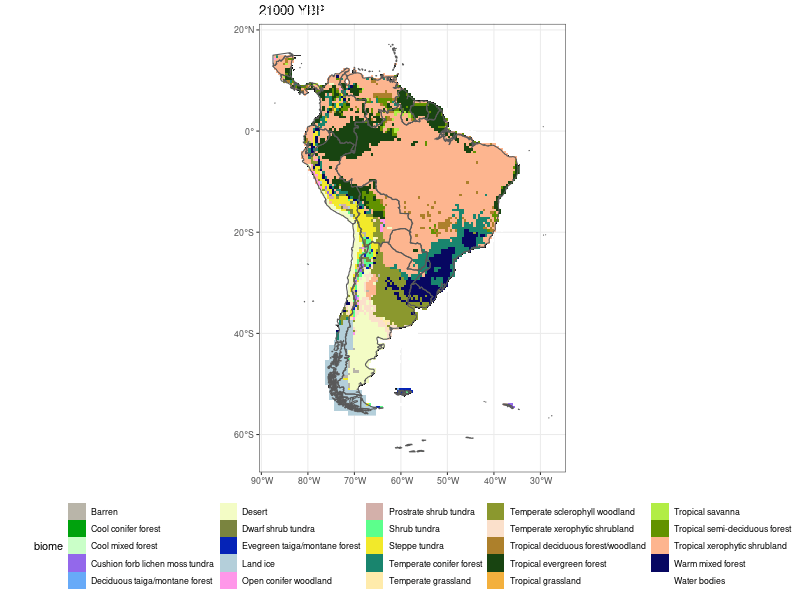 21000 YBP
20°N
0°
20°S
40°S
60°S
90°W 80°W 70°W 60°W 50°W 40°W 30°W
biome
Barren
Cool conifer forest
Cool mixed forest
Cushion forb lichen moss tundra
Deciduous taiga/montane forest
Desert
Dwarf shrub tundra
Evegreen taiga/montane forest
Land ice
Open conifer woodland
Prostrate shrub tundra
Shrub tundra
Steppe tundra
Temperate conifer forest
Temperate grassland
Temperate sclerophyll woodland
Temperate xerophytic shrubland
Tropical deciduous forest/woodland
Tropical evergreen forest
Tropical grassland
Tropical savanna
Tropical semi-deciduous forest
Tropical xerophytic shrubland
Warm mixed forest
Water bodies